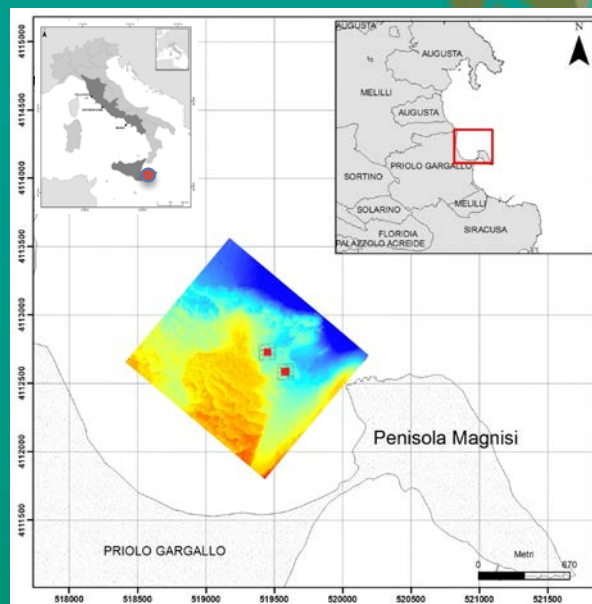 4115000
4114500
4114000
4113500
4113000
4112500
4112000
4111500
N
AUGUSTA
AUGUSTA
MELILLI
AUGUSTA
PRIOLO GARGALLO
SORTINO
SOLARINO
MELILLI
FLORIDIA
SIRACUSA
PALAZZOLO ACREIDE
Penisola Magnisi
PRIOLO GARGALLO
Metri
0
670
518000
518500
519000
519500
520000
520500
521000
521500